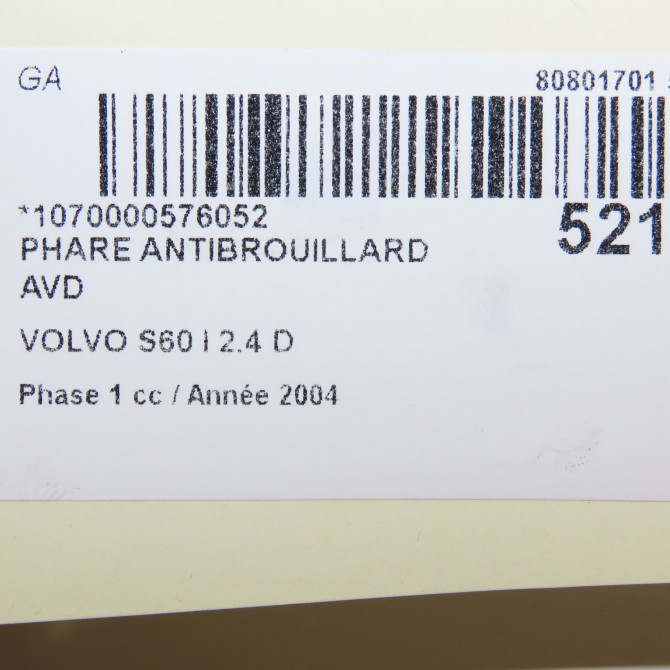 GA
80801701
*1070000576052
521
PHARE ANTIBROUILLARD
AVD
VOLVO S60 I 2.4 D
Phase 1 cc / Année 2004